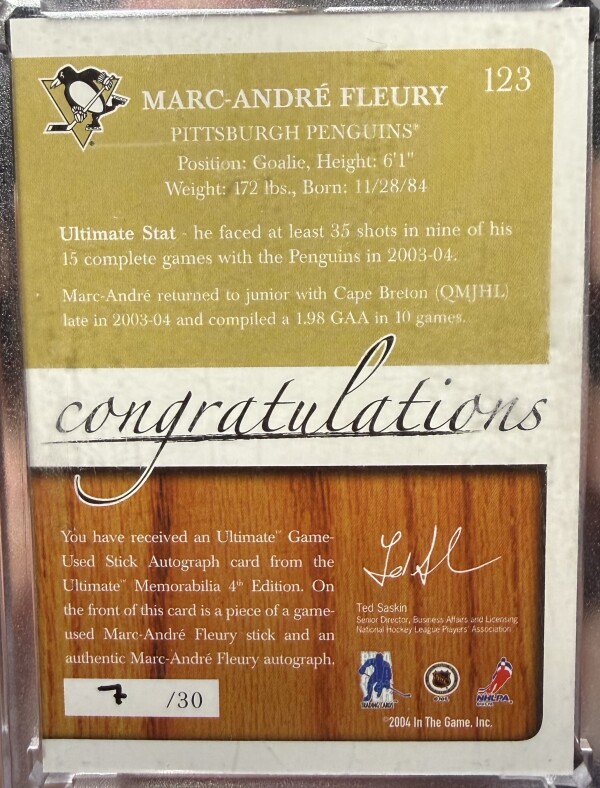 123
MARC-ANDRÉ FLEURY
PITTSBURGH PENGUINS®
Position: Goalie, Height: 6'1"
Weight: 172 lbs., Born: 11/28/84
Ultimate Stat - he faced at least 35 shots in nine of his
15 complete games with the Penguins in 2003-04.
Marc-André returned to junior with Cape Breton (QMJHL)
late in 2003-04 and compiled a 1.98 GAA in 10 games.
congratulations
You have received an Ultimate™ Game-
Used Stick Autograph card from the
Ultimate™ Memorabilia 4th Edition. On
the front of this card is a piece of a game-
used Marc-André Fleury stick and an
authentic Marc-André Fleury autograph.
7 /30
Ted Saskin
Senior Director, Business Affairs and Licensing
National Hockey League Players' Association
TRADING CARDS
NHL
NHLPA
©2004 In The Game, Inc.